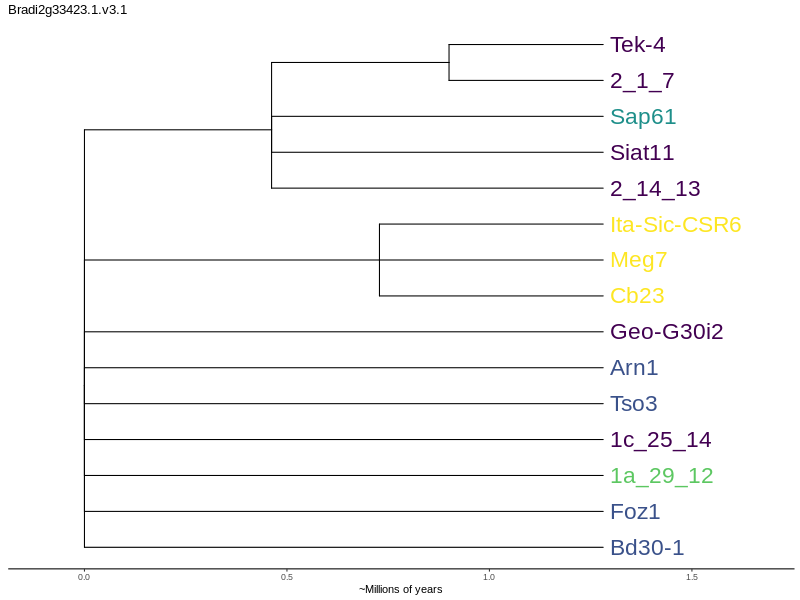 Bradi2g33423.1.v3.1
Tek-4
2_1_7
Sap61
Siat11
2_14_13
Ita-Sic-CSR6
Meg7
Cb23
Geo-G30i2
Arn1
Tso3
1c_25_14
1a_29_12
Foz1
Bd30-1
0.0 0.5 1.0 1.5
~Millions of years